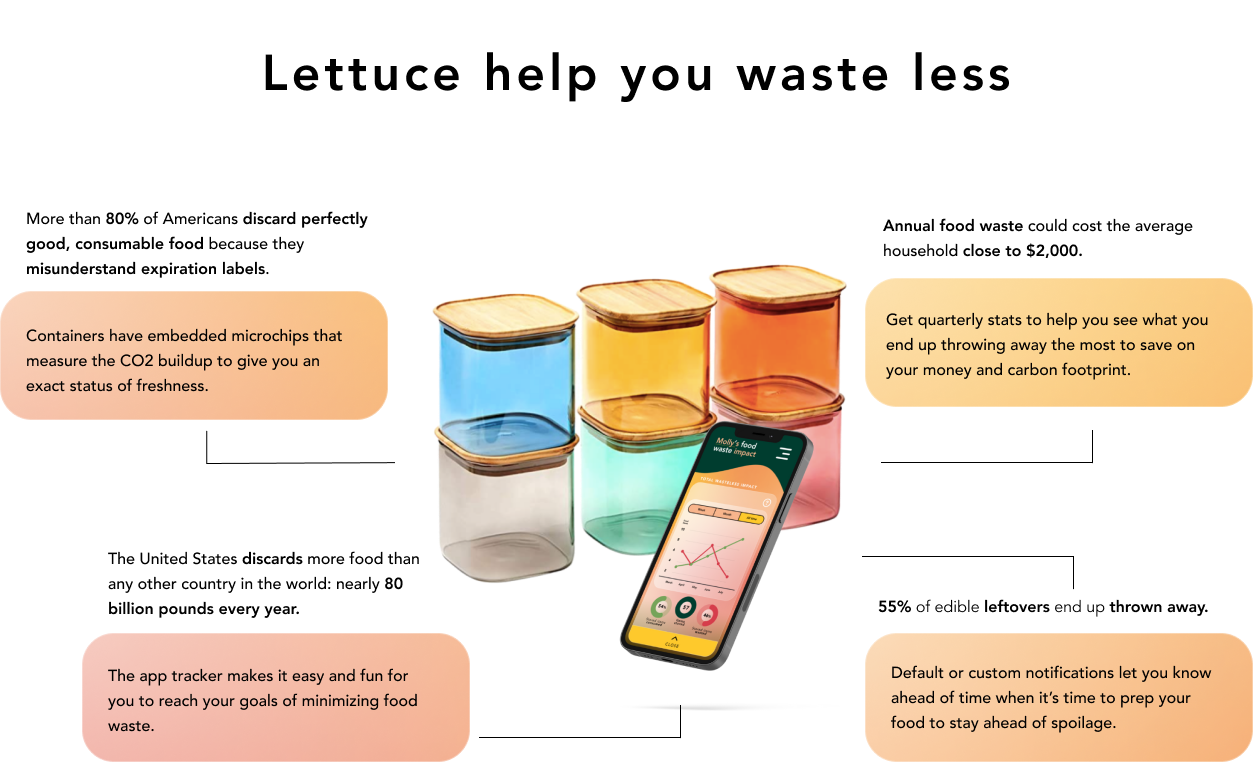 Lettuce help you waste less
More than 80% of Americans discard perfectly
good, consumable food because they
misunderstand expiration labels.
Containers have embedded microchips that
measure the CO2 buildup to give you an
exact status of freshness.
Annual food waste could cost the average
household close to $2,000.
Get quarterly stats to help you see what you
end up throwing away the most to save on
your money and carbon footprint.
Molly's food
waste impact
TOTAL WASTELESS IMPACT
CLOSE
The United States discards more food than
any other country in the world: nearly 80
billion pounds every year.
The app tracker makes it easy and fun for
you to reach your goals of minimizing food
waste.
55% of edible leftovers end up thrown away.
Default or custom notifications let you know
ahead of time when it’s time to prep your
food to stay ahead of spoilage.